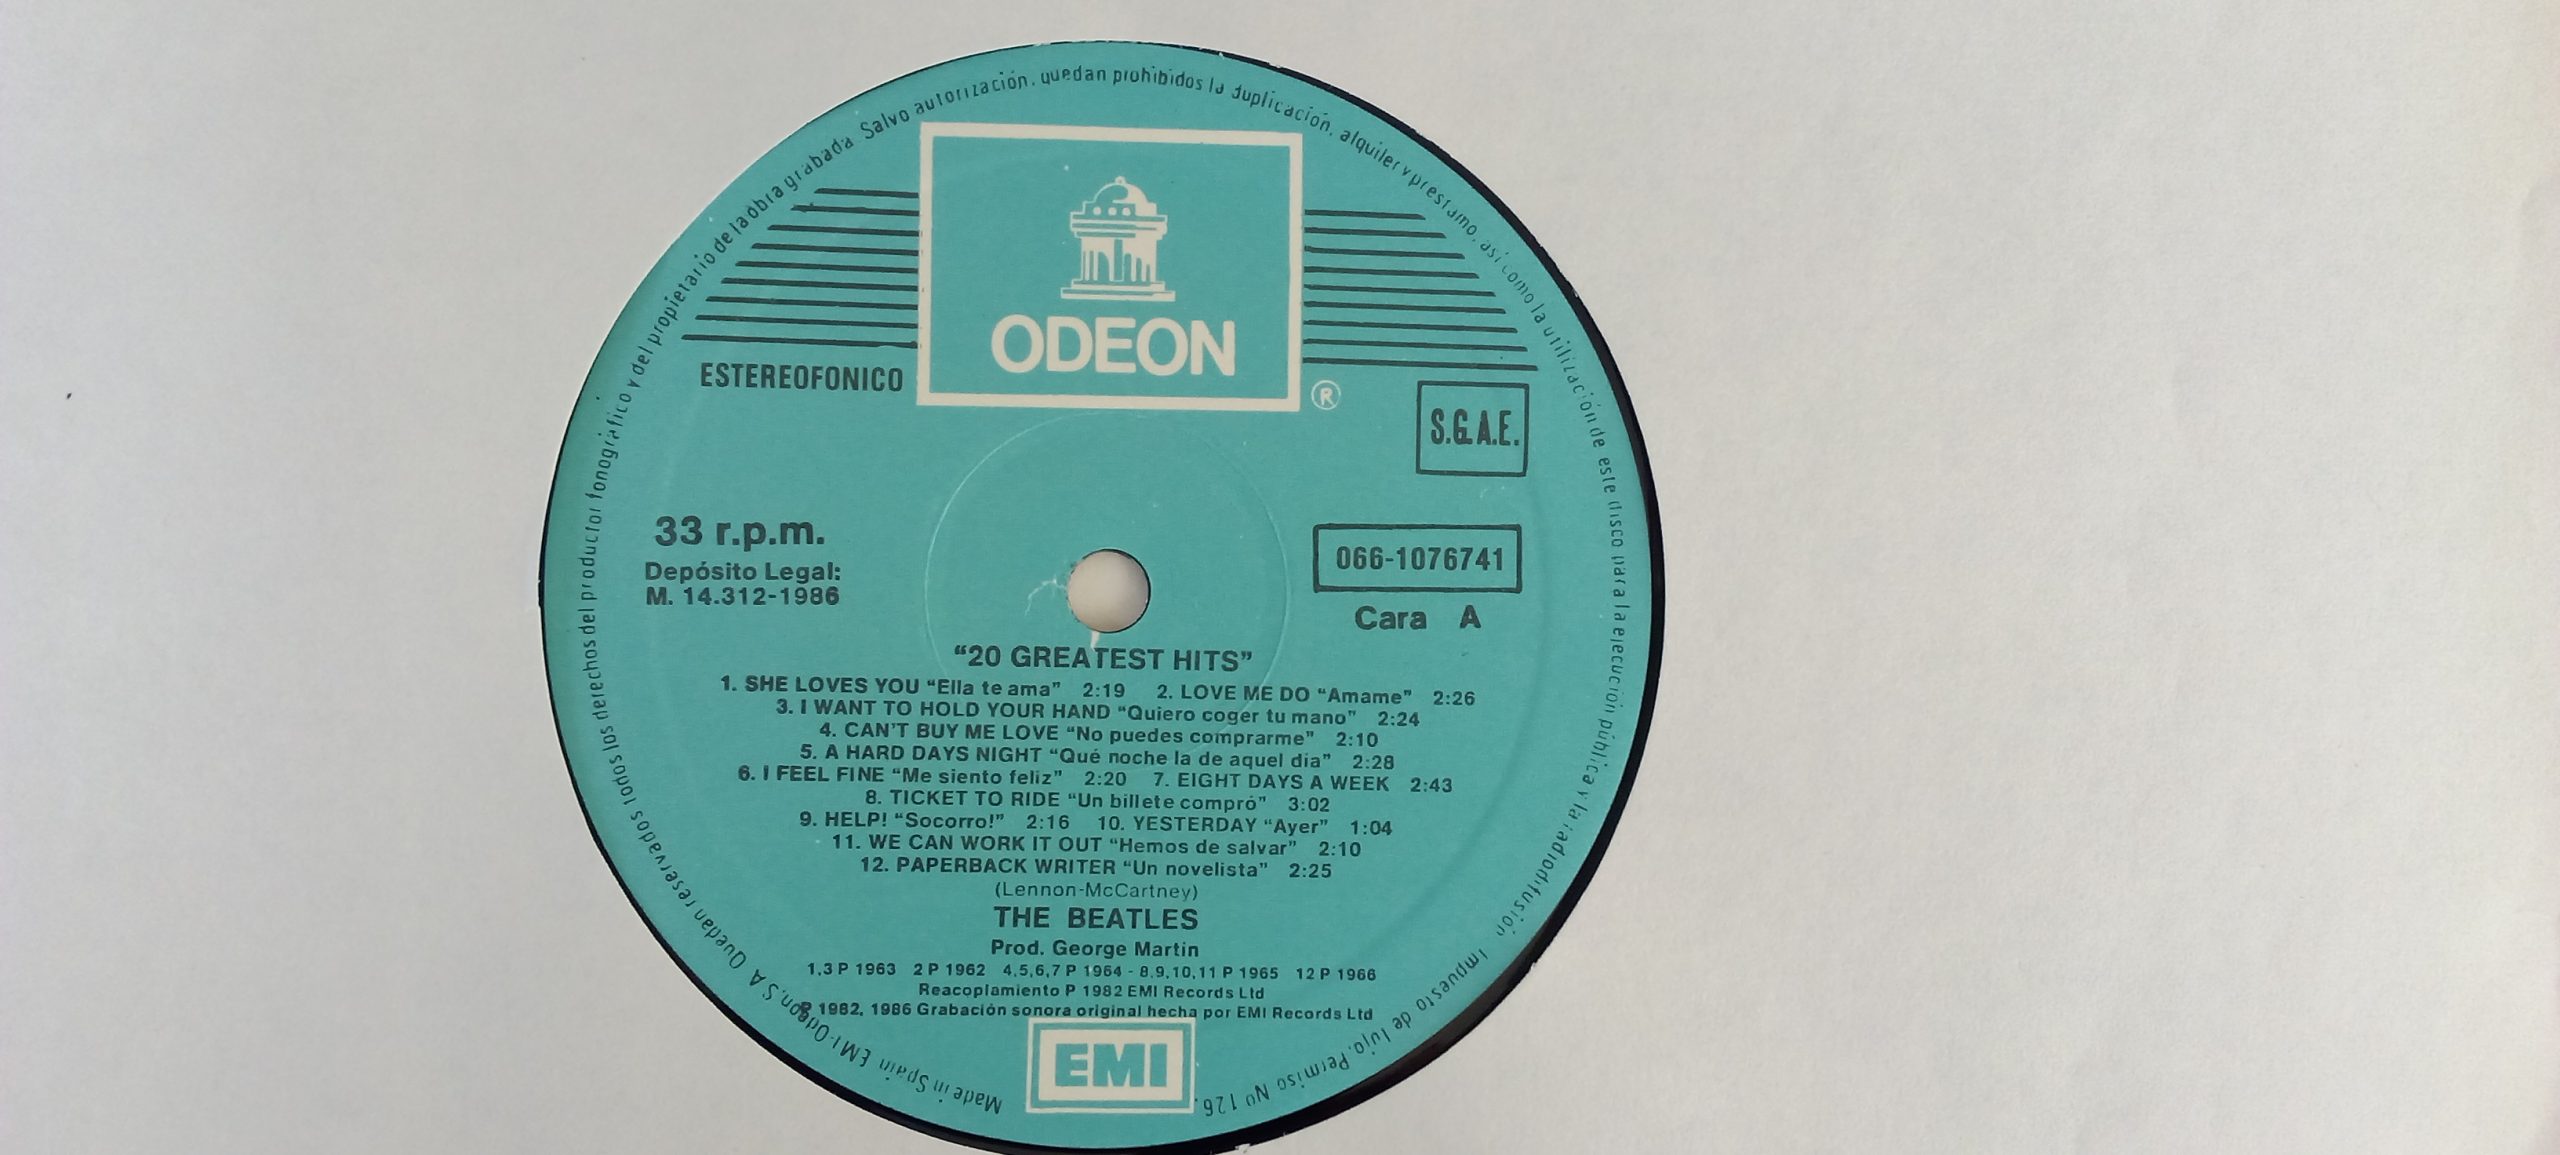 Quedan reservados todos los derechos del productor fonográfico y del propietario de la obra grabada. Salvo autorización, quedan prohibidos la duplicación, alquiler y prestamo, así como la utilización de este disco para la ejecución pública y la radiodifusión. Impuesto de lujo, Permiso Nº 126.
ODEON
®
ESTEREOFONICO
S.G.A.E.
33 r.p.m.
Depósito Legal:
M. 14.312-1986
066-1076741
Cara A
“20 GREATEST HITS”
1. SHE LOVES YOU “Ella te ama” 2:19 2. LOVE ME DO “Amame” 2:26
3. I WANT TO HOLD YOUR HAND “Quiero coger tu mano” 2:24
4. CAN'T BUY ME LOVE “No puedes comprarme” 2:10
5. A HARD DAYS NIGHT “Qué noche la de aquel dia” 2:28
6. I FEEL FINE “Me siento feliz” 2:20 7. EIGHT DAYS A WEEK 2:43
8. TICKET TO RIDE “Un billete compró” 3:02
9. HELP! “Socorro!” 2:16 10. YESTERDAY “Ayer” 1:04
11. WE CAN WORK IT OUT “Hemos de salvar” 2:10
12. PAPERBACK WRITER “Un novelista” 2:25
(Lennon-McCartney)
THE BEATLES
Prod. George Martin
1,3 P 1963 2 P 1962 4,5,6,7 P 1964 - 8,9,10,11 P 1965 12 P 1966
Reacoplamiento P 1982 EMI Records Ltd
℗ 1982, 1986 Grabación sonora original hecha por EMI Records Ltd
EMI
Made in Spain EMI-Odeon, S.A.